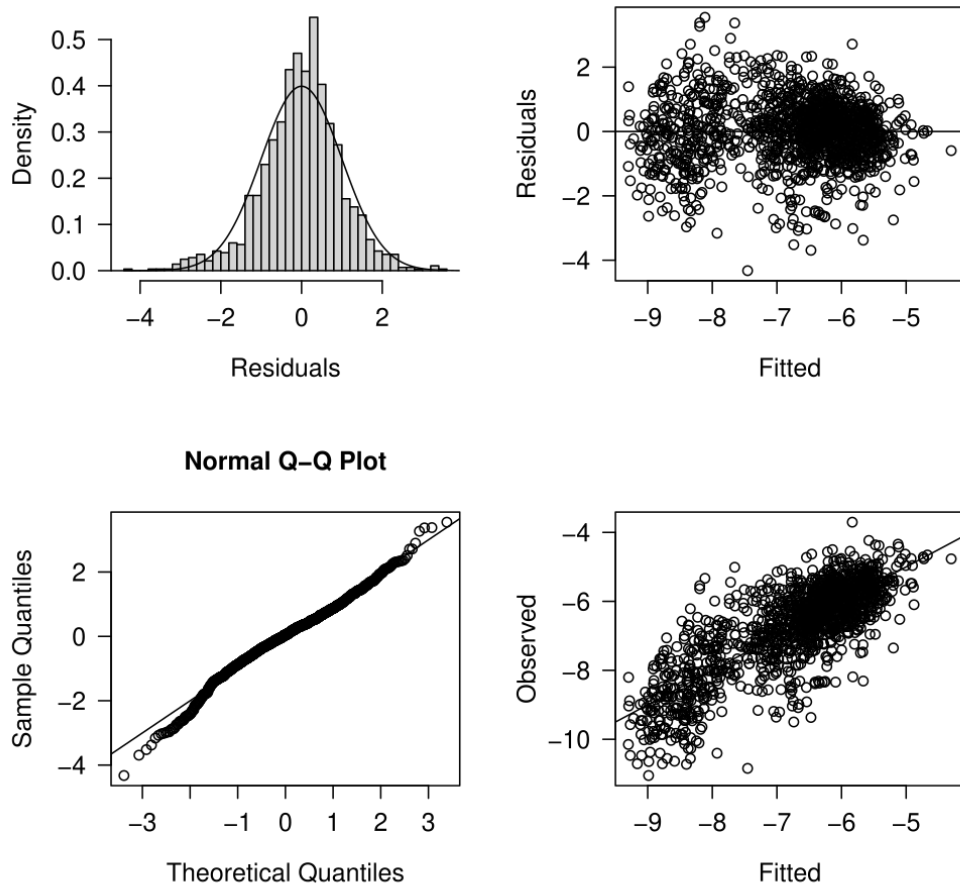 Density
0.0 0.1 0.2 0.3 0.4 0.5
−4 −2 0 2
Residuals
Residuals
−4 −2 0 2
−9 −8 −7 −6 −5
Fitted
Normal Q−Q Plot
Sample Quantiles
−4 −2 0 2
−3 −1 0 1 2 3
Theoretical Quantiles
Observed
−10 −8 −6 −4
−9 −8 −7 −6 −5
Fitted